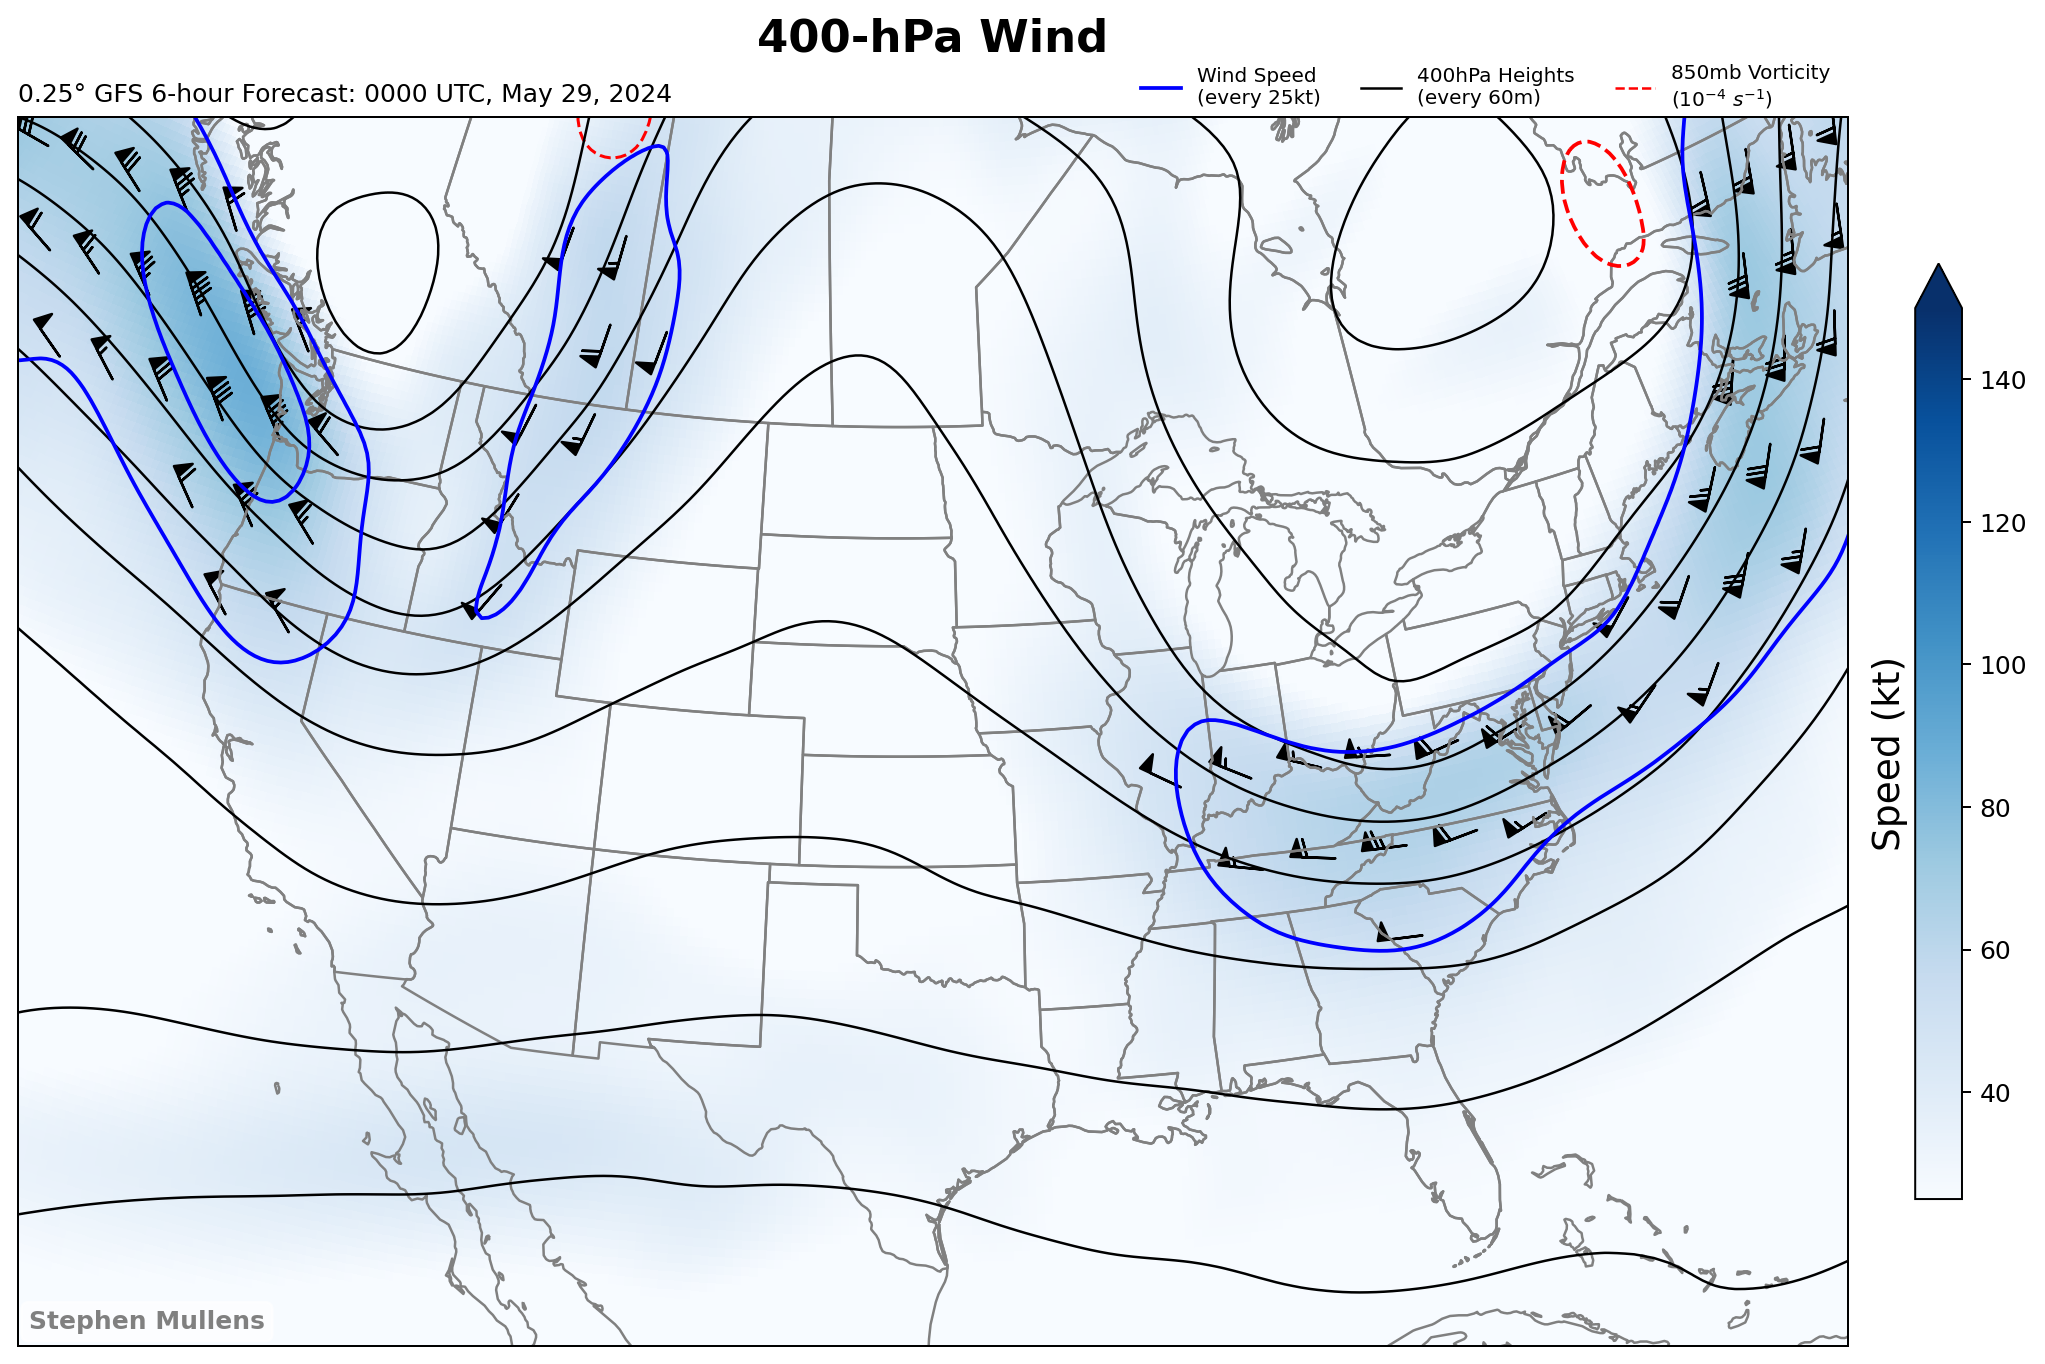 400-hPa Wind
0.25° GFS 6-hour Forecast: 0000 UTC, May 29, 2024
Wind Speed
(every 25kt)
400hPa Heights
(every 60m)
850mb Vorticity
(10⁻⁴ s⁻¹)
140
120
100
80
60
40
Speed (kt)
Stephen Mullens